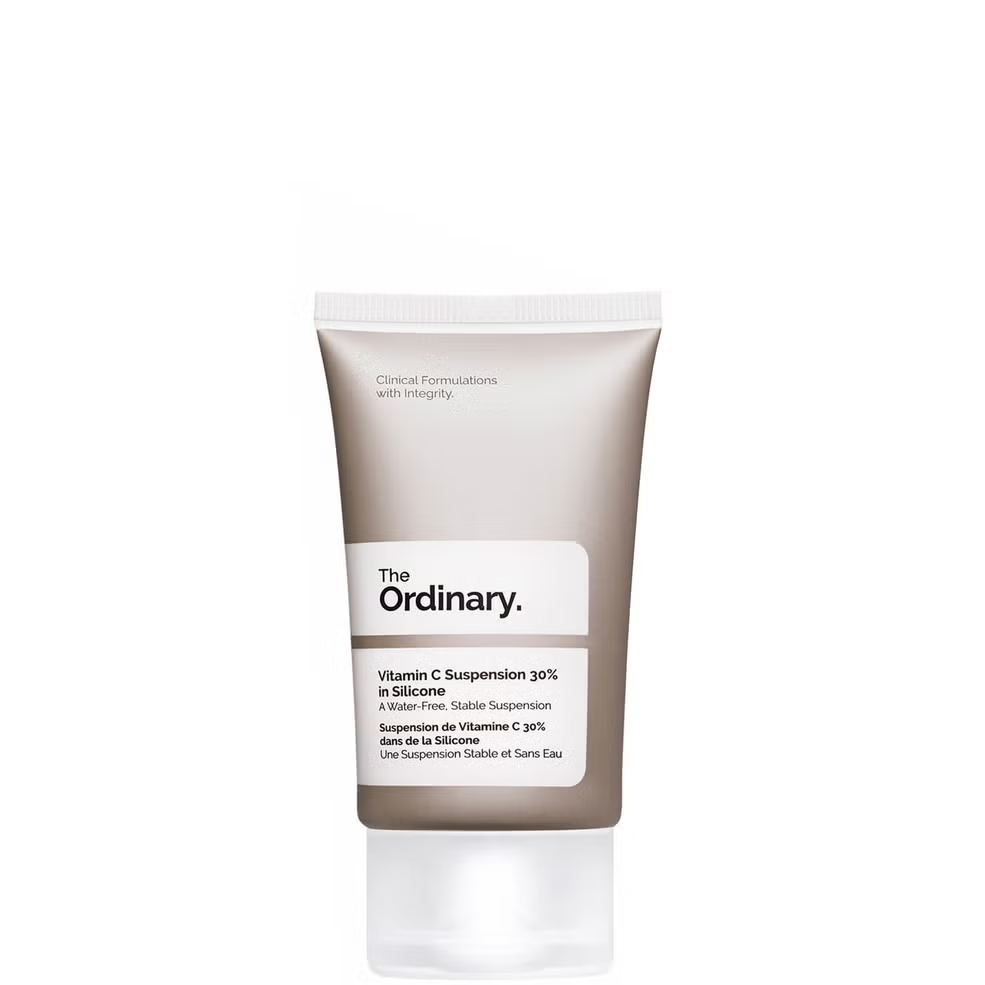 Clinical Formulations
with Integrity.
The
Ordinary.
Vitamin C Suspension 30%
in Silicone
A Water-Free, Stable Suspension
Suspension de Vitamine C 30%
dans de la Silicone
Une Suspension Stable et Sans Eau